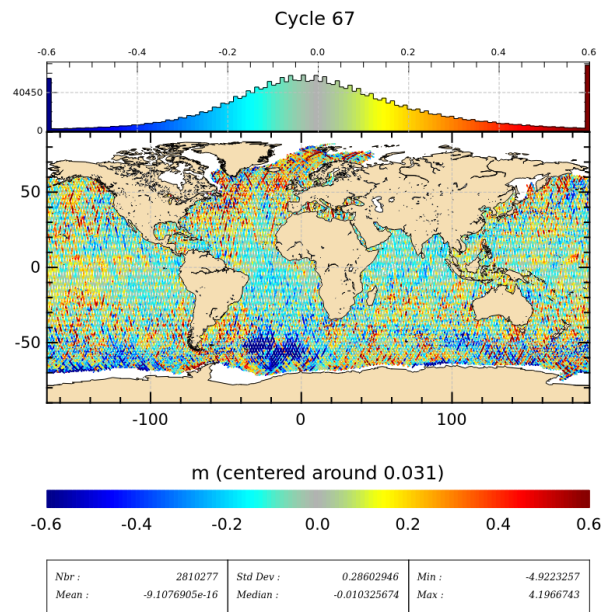 Cycle 67
-0.6 -0.4 -0.2 0.0 0.2 0.4 0.6
40450
0
50
0
-50
-100 0 100
m (centered around 0.031)
-0.6 -0.4 -0.2 0.0 0.2 0.4 0.6
Nbr : 2810277 Std Dev : 0.28602946 Min : -4.9223257
Mean : -9.1076905e-16 Median : -0.010325674 Max : 4.1966743